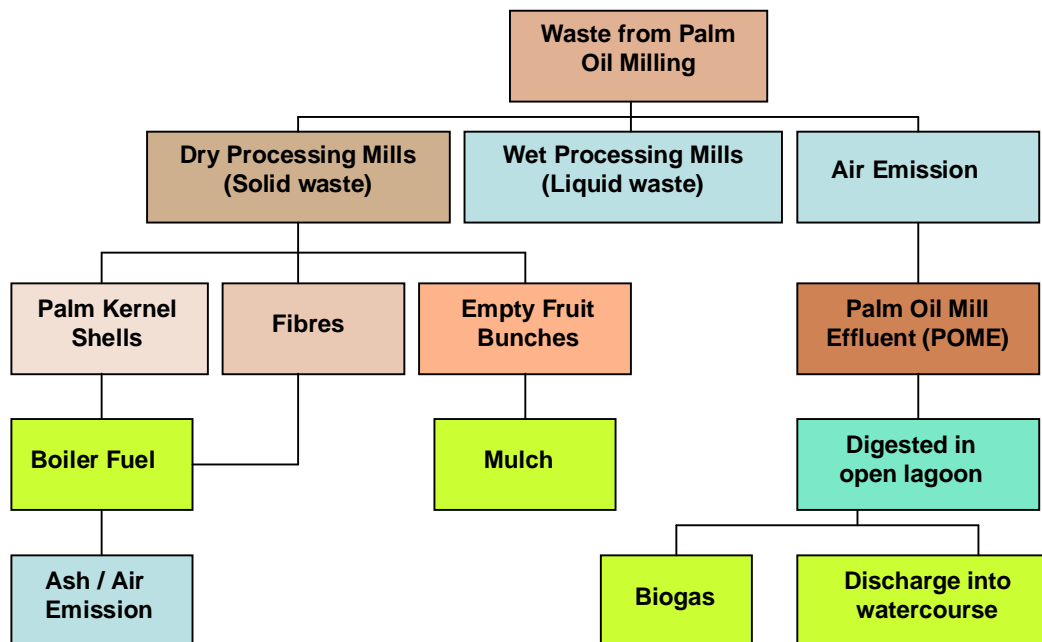 Waste from Palm
Oil Milling
Dry Processing Mills
(Solid waste)
Wet Processing Mills
(Liquid waste)
Air Emission
Palm Kernel
Shells
Fibres
Empty Fruit
Bunches
Palm Oil Mill
Effluent (POME)
Boiler Fuel
Mulch
Digested in
open lagoon
Ash / Air
Emission
Biogas
Discharge into
watercourse